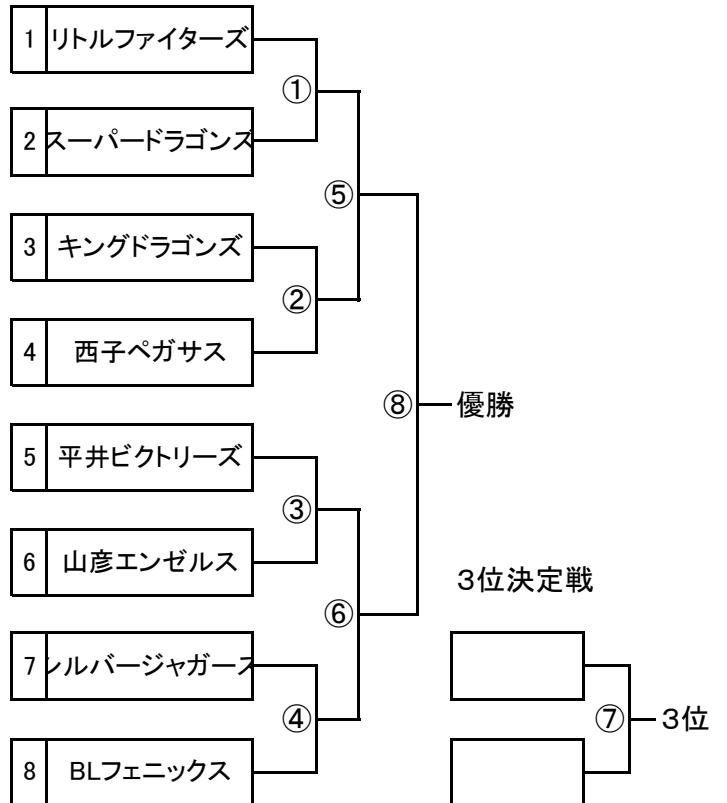 1 リトルファイターズ
①
2 スーパードラゴンズ
⑤
3 キングドラゴンズ
②
4 西子ペガサス
⑧ 優勝
5 平井ビクトリーズ
③
6 山彦エンゼルス
3位決定戦
⑥
7 シルバージャガーズ
④
⑦ 3位
8 BLフェニックス